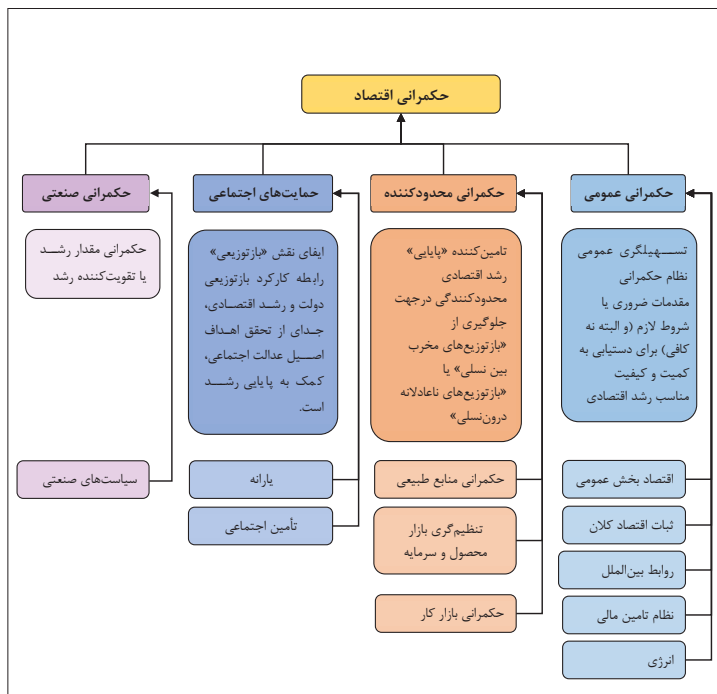 حکمرانی اقتصاد
حکمرانی عمومی
تسهیلگری عمومی
نظام حکمرانی
مقدمات ضروری یا
شروط لازم (و البته نه
کافی) برای دستیابی به
کمیت و کیفیت
مناسب رشد اقتصادی
اقتصاد بخش عمومی
ثبات اقتصاد کلان
روابط بین‌الملل
نظام تامین مالی
انرژی
حکمرانی محدودکننده
تامین‌کننده «پایایی»
رشد اقتصادی
محدودکنندگی درجهت
جلوگیری از
«بازتوزیع‌های مخرب
بین نسلی» یا
«بازتوزیع‌های ناعادلانه
درون‌نسلی»
حکمرانی منابع طبیعی
تنظیم‌گری بازار
محصول و سرمایه
حکمرانی بازار کار
حمایت‌های اجتماعی
ایفای نقش «بازتوزیعی»
رابطه کارکرد بازتوزیعی
دولت و رشد اقتصادی،
جدای از تحقق اهداف
اصیل عدالت اجتماعی،
کمک به پایایی رشد
است.
یارانه
تأمین اجتماعی
حکمرانی صنعتی
حکمرانی مقدار رشد
یا تقویت‌کننده رشد
سیاست‌های صنعتی